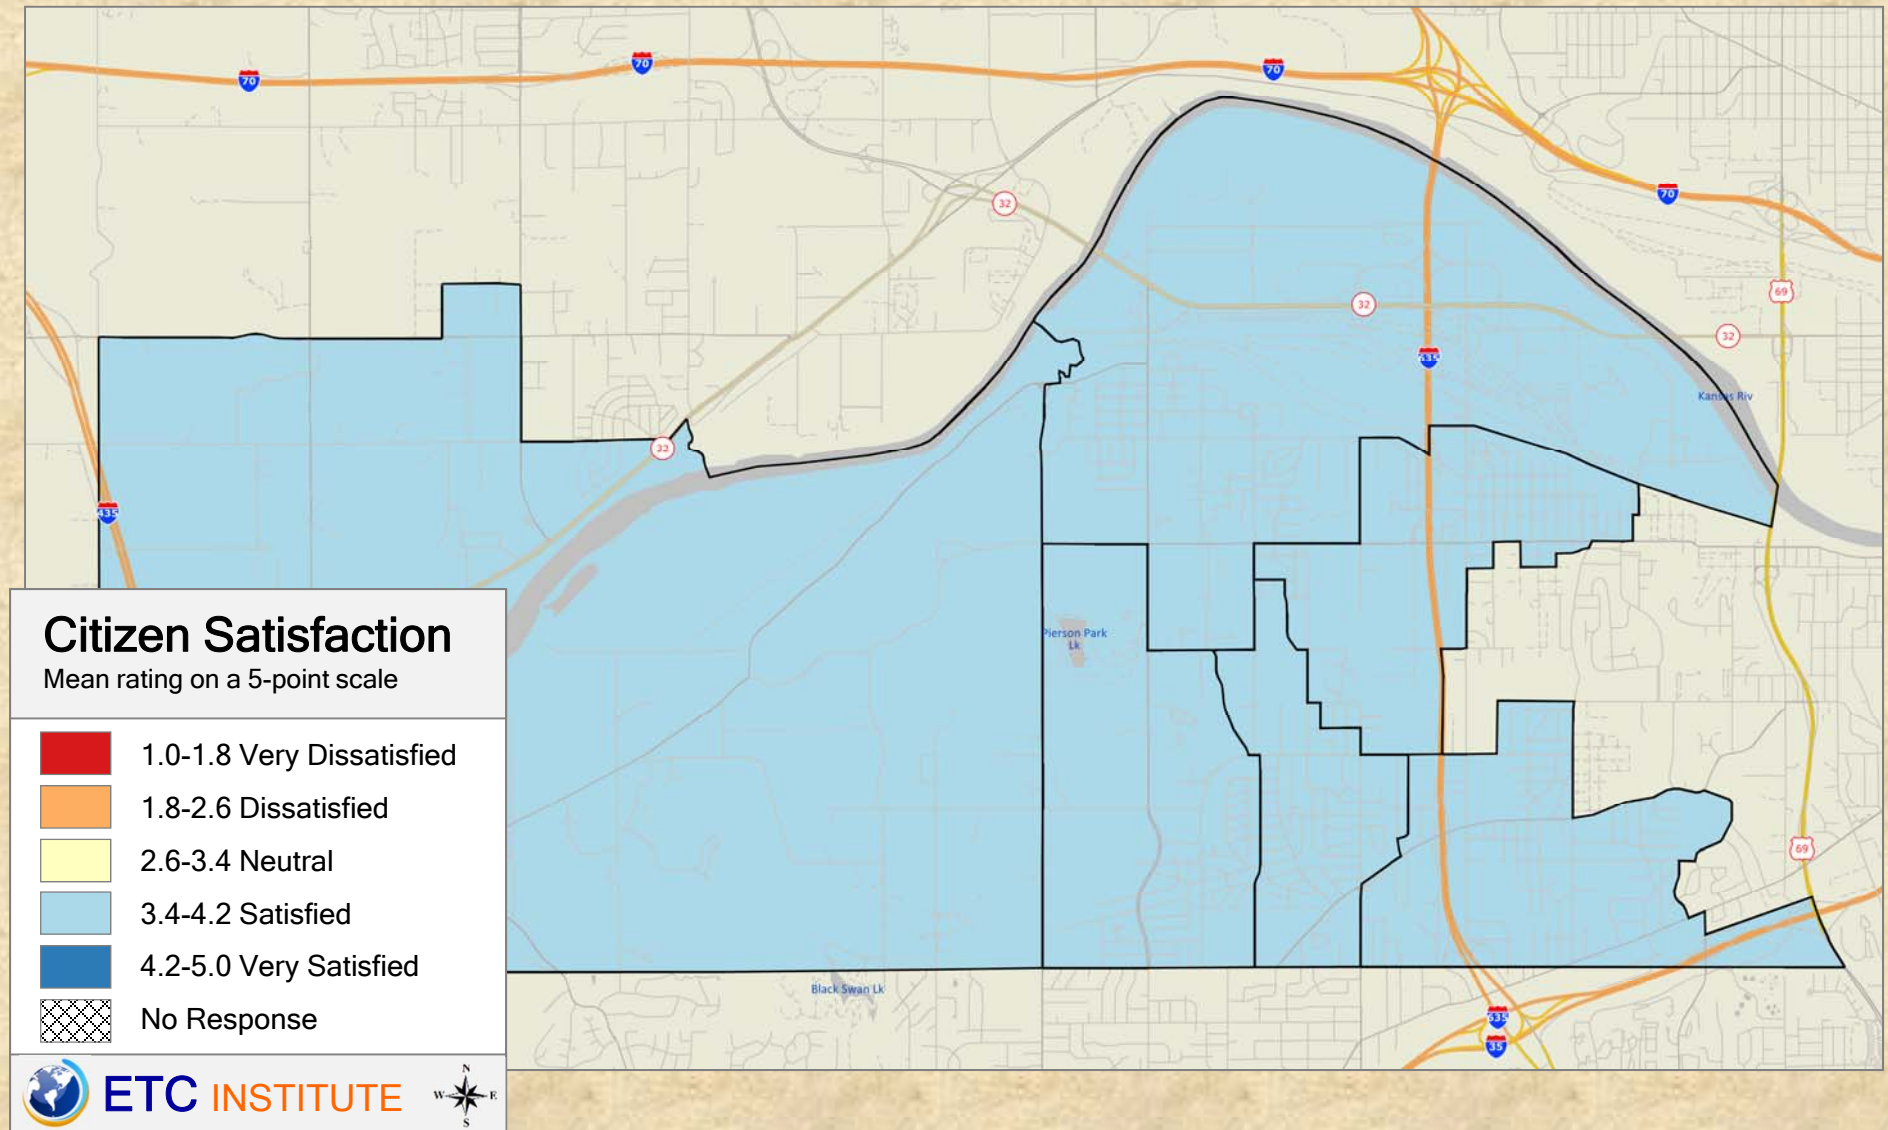 70
70
70
70
32
69
32
32
635
Kansas Riv
32
435
Pierson Park
Lk
69
Black Swan Lk
635
35
Citizen Satisfaction
Mean rating on a 5-point scale
1.0-1.8 Very Dissatisfied
1.8-2.6 Dissatisfied
2.6-3.4 Neutral
3.4-4.2 Satisfied
4.2-5.0 Very Satisfied
No Response
ETC INSTITUTE
N
W E
S